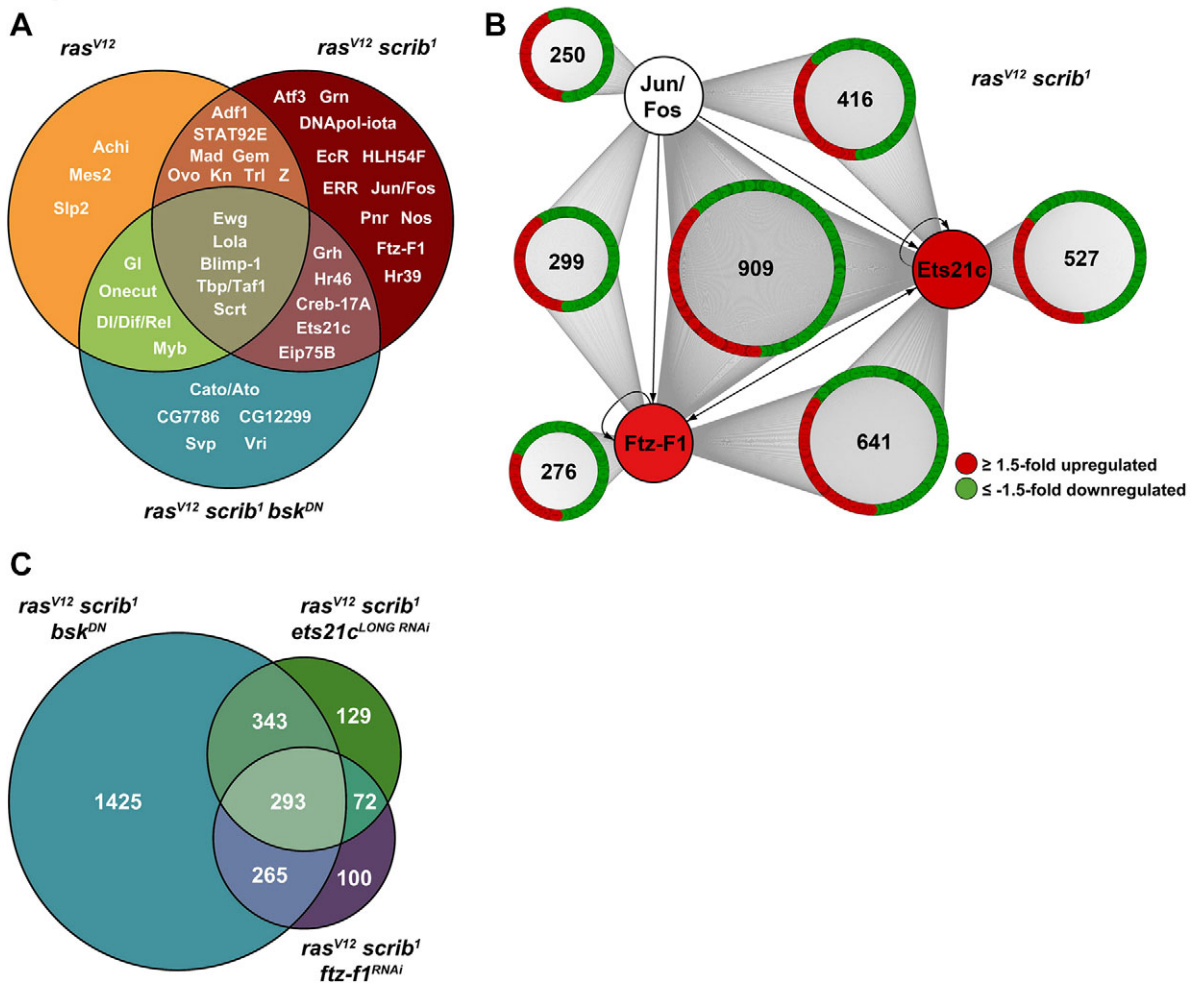 A
ras^V12
ras^V12 scrib^1
Achi
Mes2
Slp2
Adf1
STAT92E
Mad Gem
Ovo Kn Trl Z
Atf3 Grn
DNApol-iota
EcR HLH54F
ERR Jun/Fos
Pnr Nos
Ftz-F1
Hr39
Ewg
Lola
Blimp-1
Tbp/Taf1
Scrt
Gl
Onecut
Dl/Dif/Rel
Myb
Grh
Hr46
Creb-17A
Ets21c
Eip75B
Cato/Ato
CG7786 CG12299
Svp Vri
ras^V12 scrib^1 bsk^DN
B
ras^V12 scrib^1
250
Jun/
Fos
416
299
909
Ets21c
527
Ftz-F1
276
641
≥ 1.5-fold upregulated
≤ -1.5-fold downregulated
C
ras^V12 scrib^1
bsk^DN
ras^V12 scrib^1
ets21c^LONG RNAi
343
129
1425
293
72
265
100
ras^V12 scrib^1
ftz-f1^RNAi